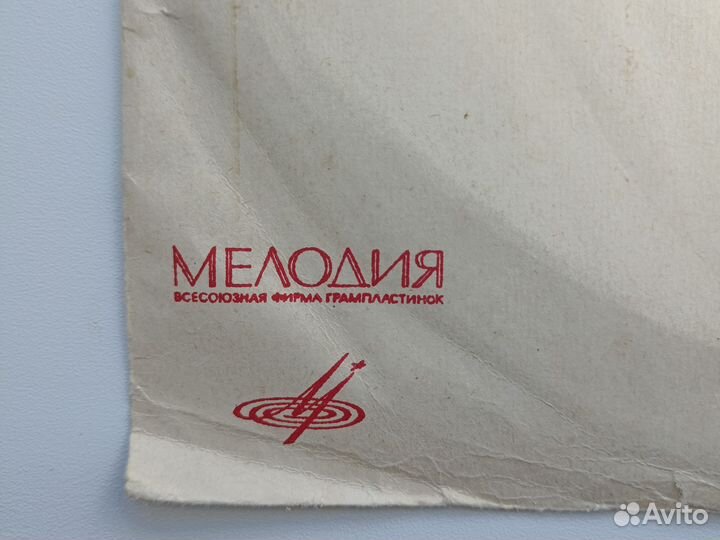 МЕЛОДИЯ
ВСЕСОЮЗНАЯ ФИРМА ГРАМПЛАСТИНОК
Avito